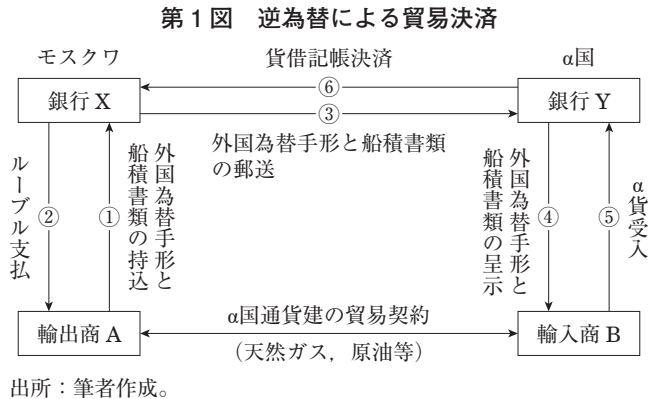 第1図 逆為替による貿易決済
モスクワ
貸借記帳決済
α国
銀行 X
⑥
③
銀行 Y
外国為替手形と船積書類
の郵送
ルーブル支払
②
①
外国為替手形と
船積書類の持込
外国為替手形と
船積書類の呈示
④
⑤
α貨受入
輸出商 A
α国通貨建の貿易契約
(天然ガス,原油等)
輸入商 B
出所:筆者作成。